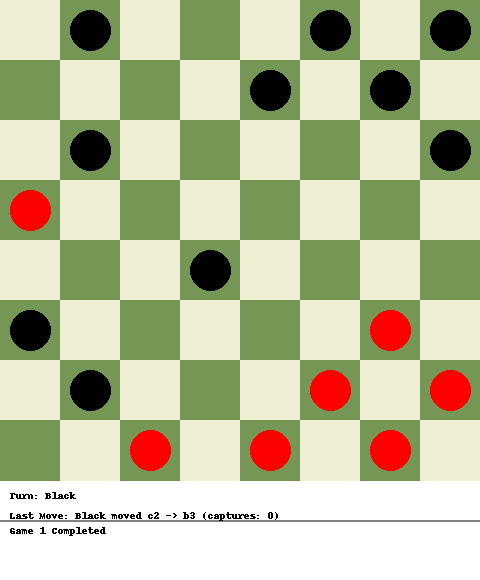 Turn: Black
Last Move: Black moved c2 -> b3 (captures: 0)
Game 1 Completed